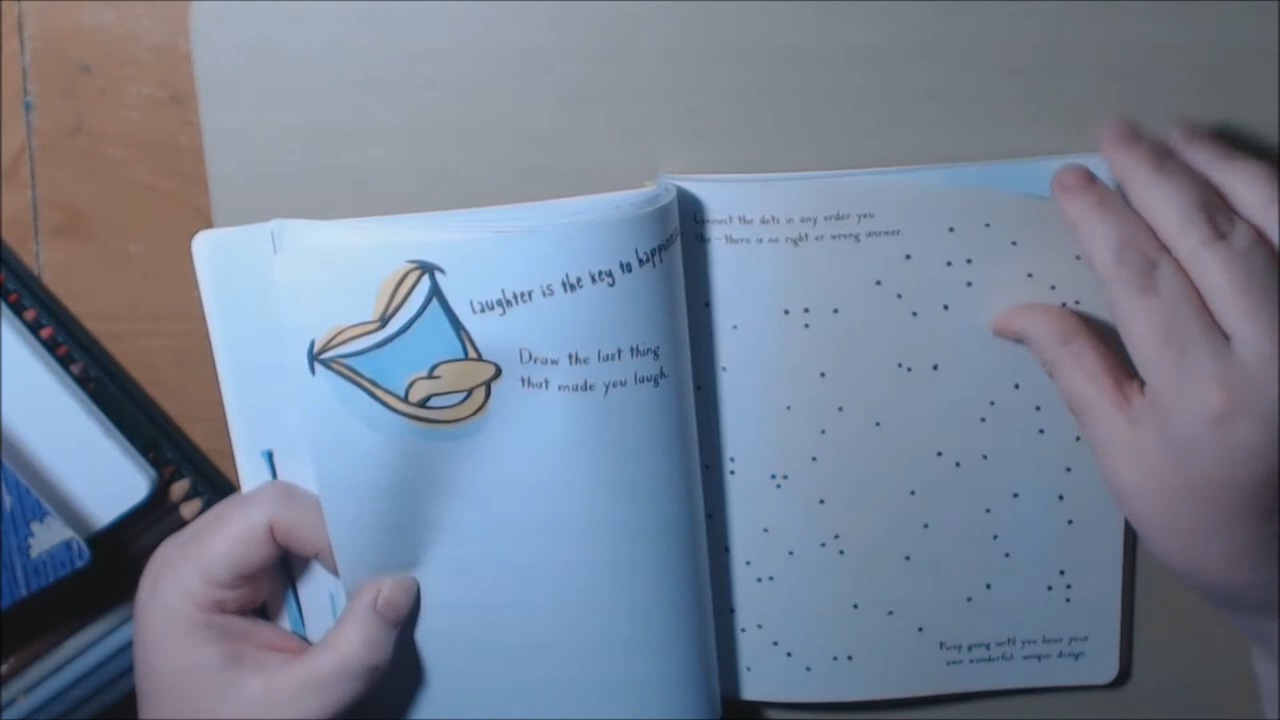 laughter is the key to happiness
Draw the last thing
that made you laugh.
Connect the dots in any order you
like – there is no right or wrong answer.
Keep going until you have your
own wonderful, unique design.